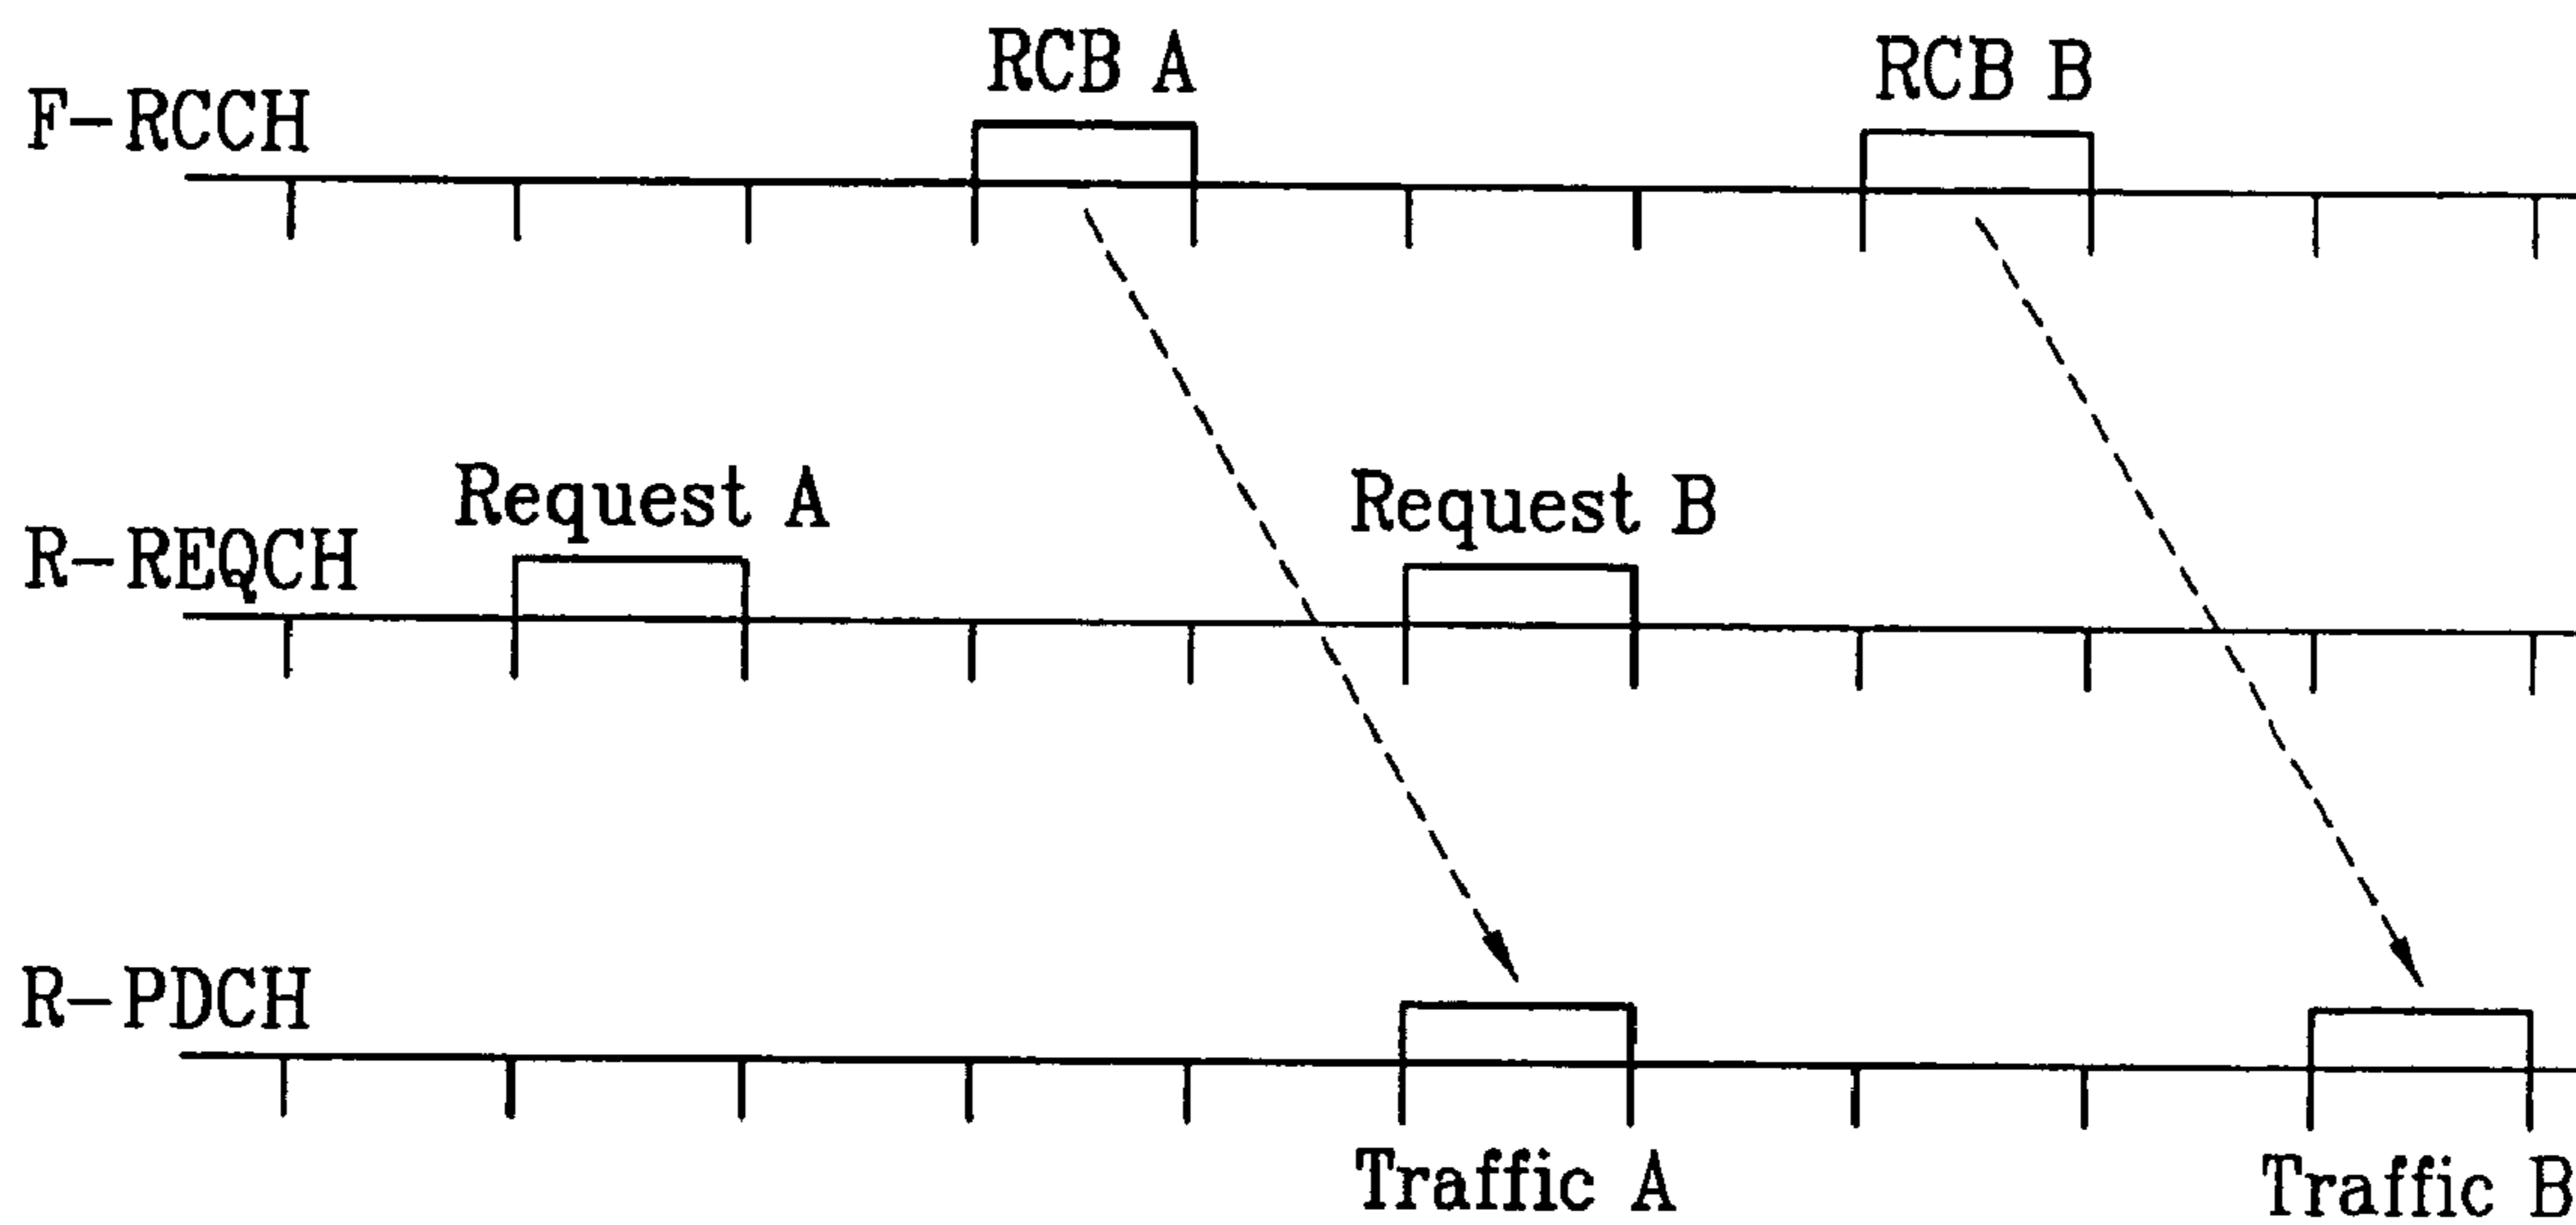 RCB A
RCB B
F-RCCH
Request A
Request B
R-REQCH
R-PDCH
Traffic A
Traffic B